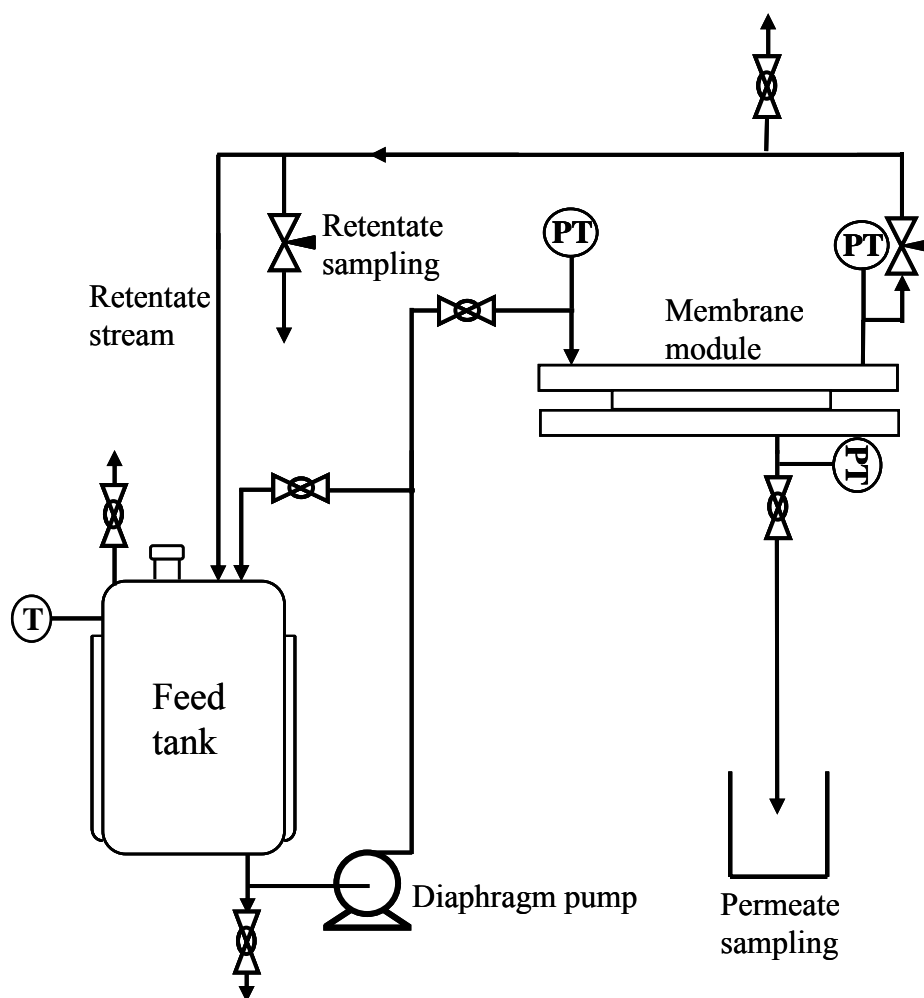 Retentate
sampling
PT
PT
Retentate
stream
Membrane
module
PT
T
Feed
tank
Diaphragm pump
Permeate
sampling